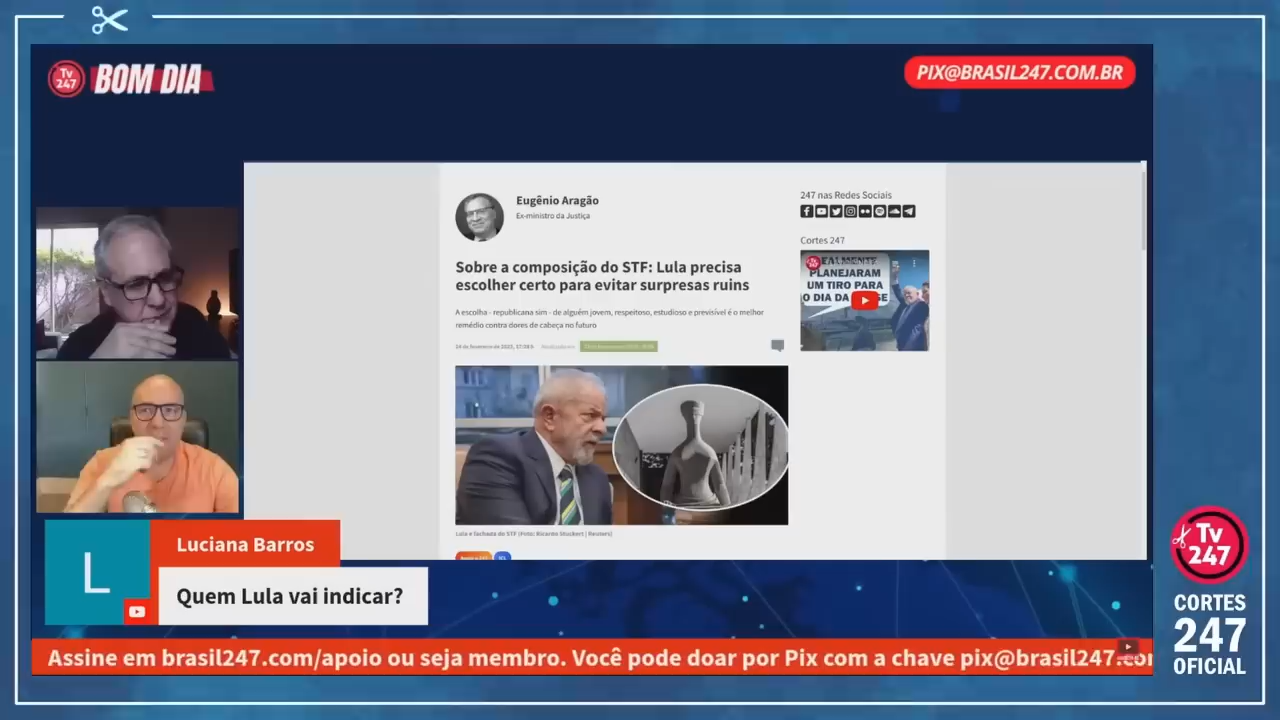 Tv
247
BOM DIA
PIX@BRASIL247.COM.BR
Eugênio Aragão
Ex-ministro da Justiça
Sobre a composição do STF: Lula precisa
escolher certo para evitar surpresas ruins
A escolha - republicana sim - de alguém jovem, respeitoso, estudioso e previsível é o melhor
remédio contra dores de cabeça no futuro
247 nas Redes Sociais
Cortes 247
PLANEJARAM
UM TIRO PARA
O DIA DA
Lula e fachada do STF (Foto: Ricardo Stuckert | Reuters)
L
Luciana Barros
Quem Lula vai indicar?
Assine em brasil247.com/apoio ou seja membro. Você pode doar por Pix com a chave pix@brasil247.com
Tv
247
CORTES
247
OFICIAL